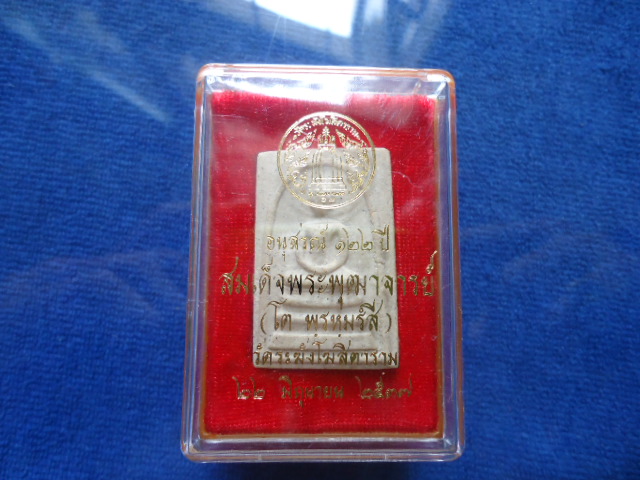 อนุสรณ์ ๑๒๒ ปี
สมเด็จพระพุฒาจารย์
(โต พรหมรังสี)
วัดระฆังโฆสิตาราม
๒๒ มิถุนายน ๒๕๓๗